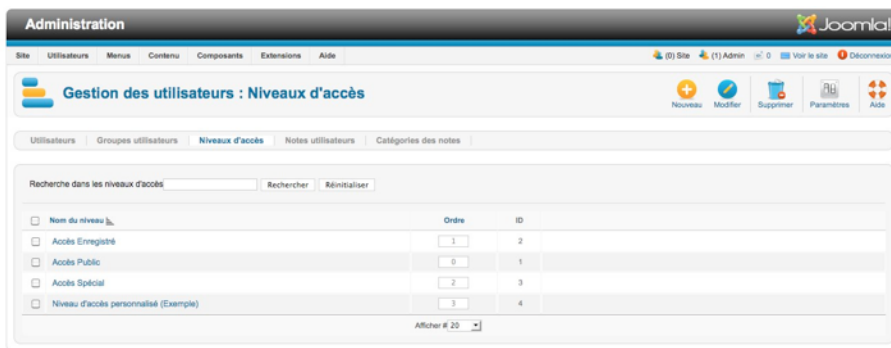 Administration
Joomla!
Site Utilisateurs Menus Contenu Composants Extensions Aide
(0) Site (1) Admin 0 Voir le site Déconnexion
Gestion des utilisateurs : Niveaux d'accès
Nouveau Modifier Supprimer Paramètres Aide
Utilisateurs Groupes utilisateurs Niveaux d'accès Notes utilisateurs Catégories des notes
Recherche dans les niveaux d'accès Rechercher Réinitialiser
Nom du niveau Ordre ID
Accès Enregistré 1 2
Accès Public 0 1
Accès Spécial 2 3
Niveau d'accès personnalisé (Exemple) 3 4
Afficher # 20